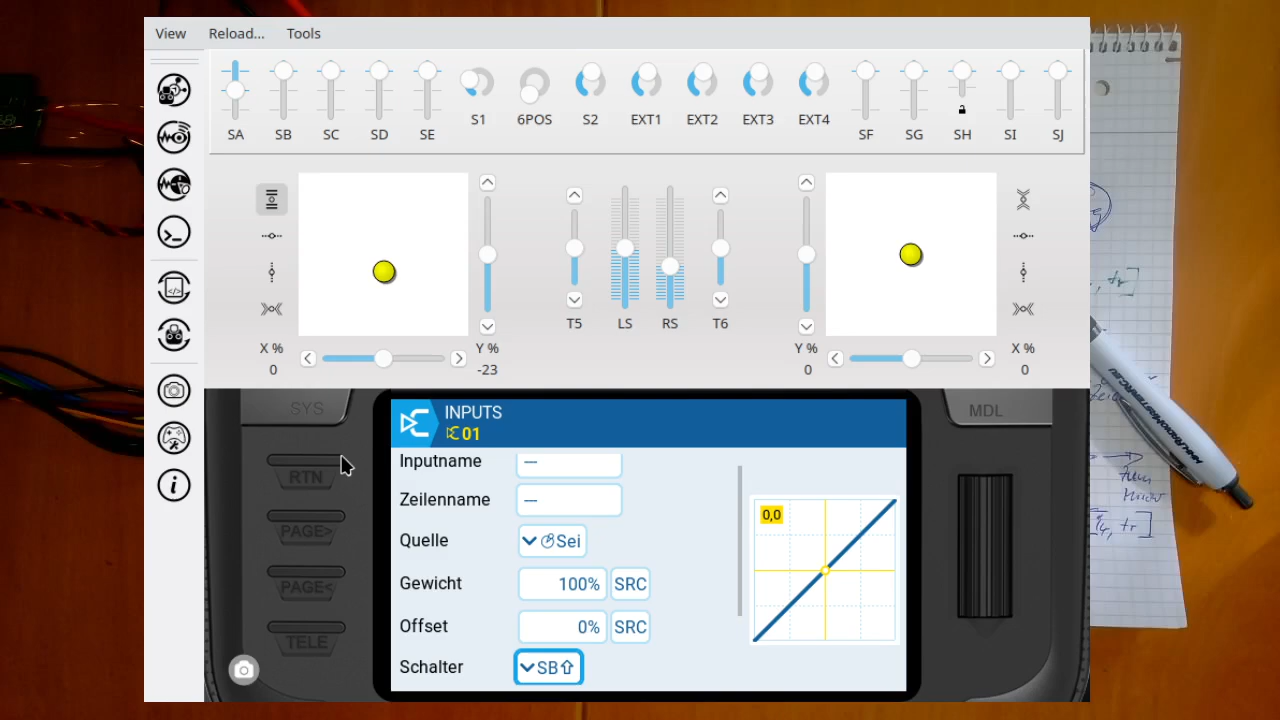 View Reload... Tools
SA SB SC SD SE S1 6POS S2 EXT1 EXT2 EXT3 EXT4 SF SG SH SI SJ
T5 LS RS T6
X % Y % Y % X %
0 -23 0 0
SYS MDL
INPUTS
01
RTN
Inputname ---
PAGE>
Zeilenname ---
0,0
Quelle Sei
PAGE<
Gewicht 100% SRC
Offset 0% SRC
TELE
Schalter SB